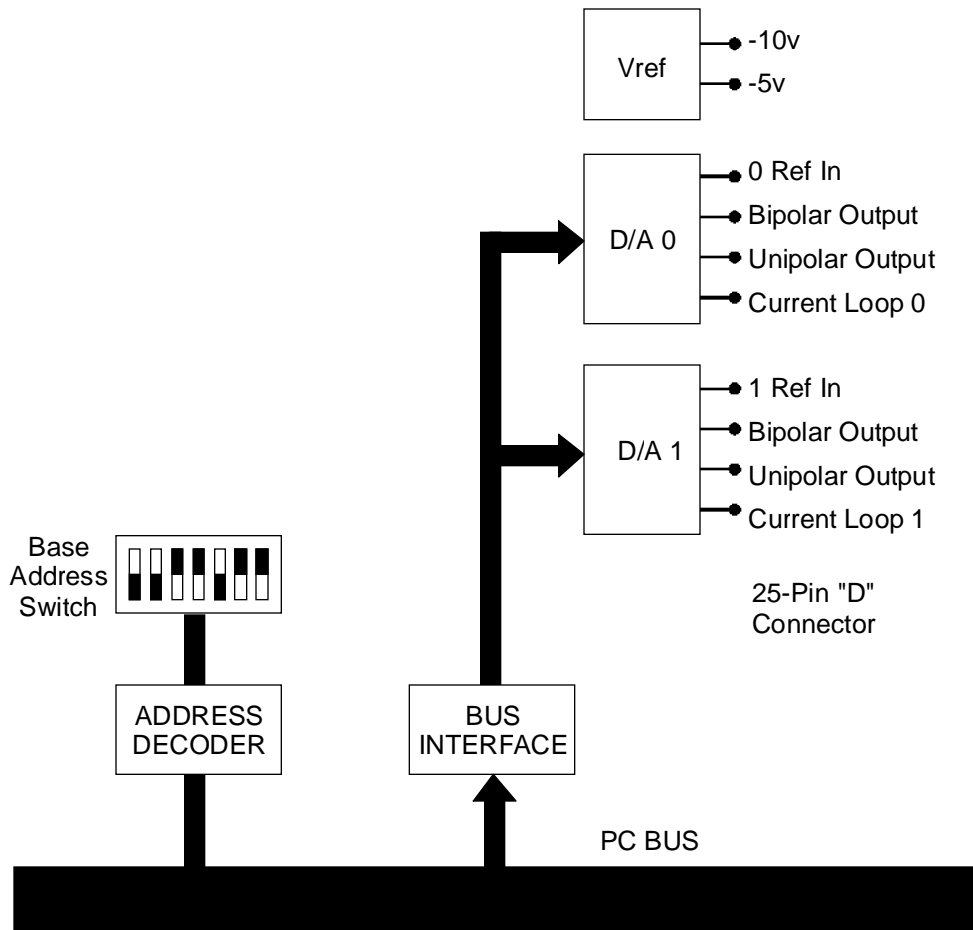 Vref
-10v
-5v
D/A 0
0 Ref In
Bipolar Output
Unipolar Output
Current Loop 0
D/A 1
1 Ref In
Bipolar Output
Unipolar Output
Current Loop 1
25-Pin "D"
Connector
Base
Address
Switch
ADDRESS
DECODER
BUS
INTERFACE
PC BUS